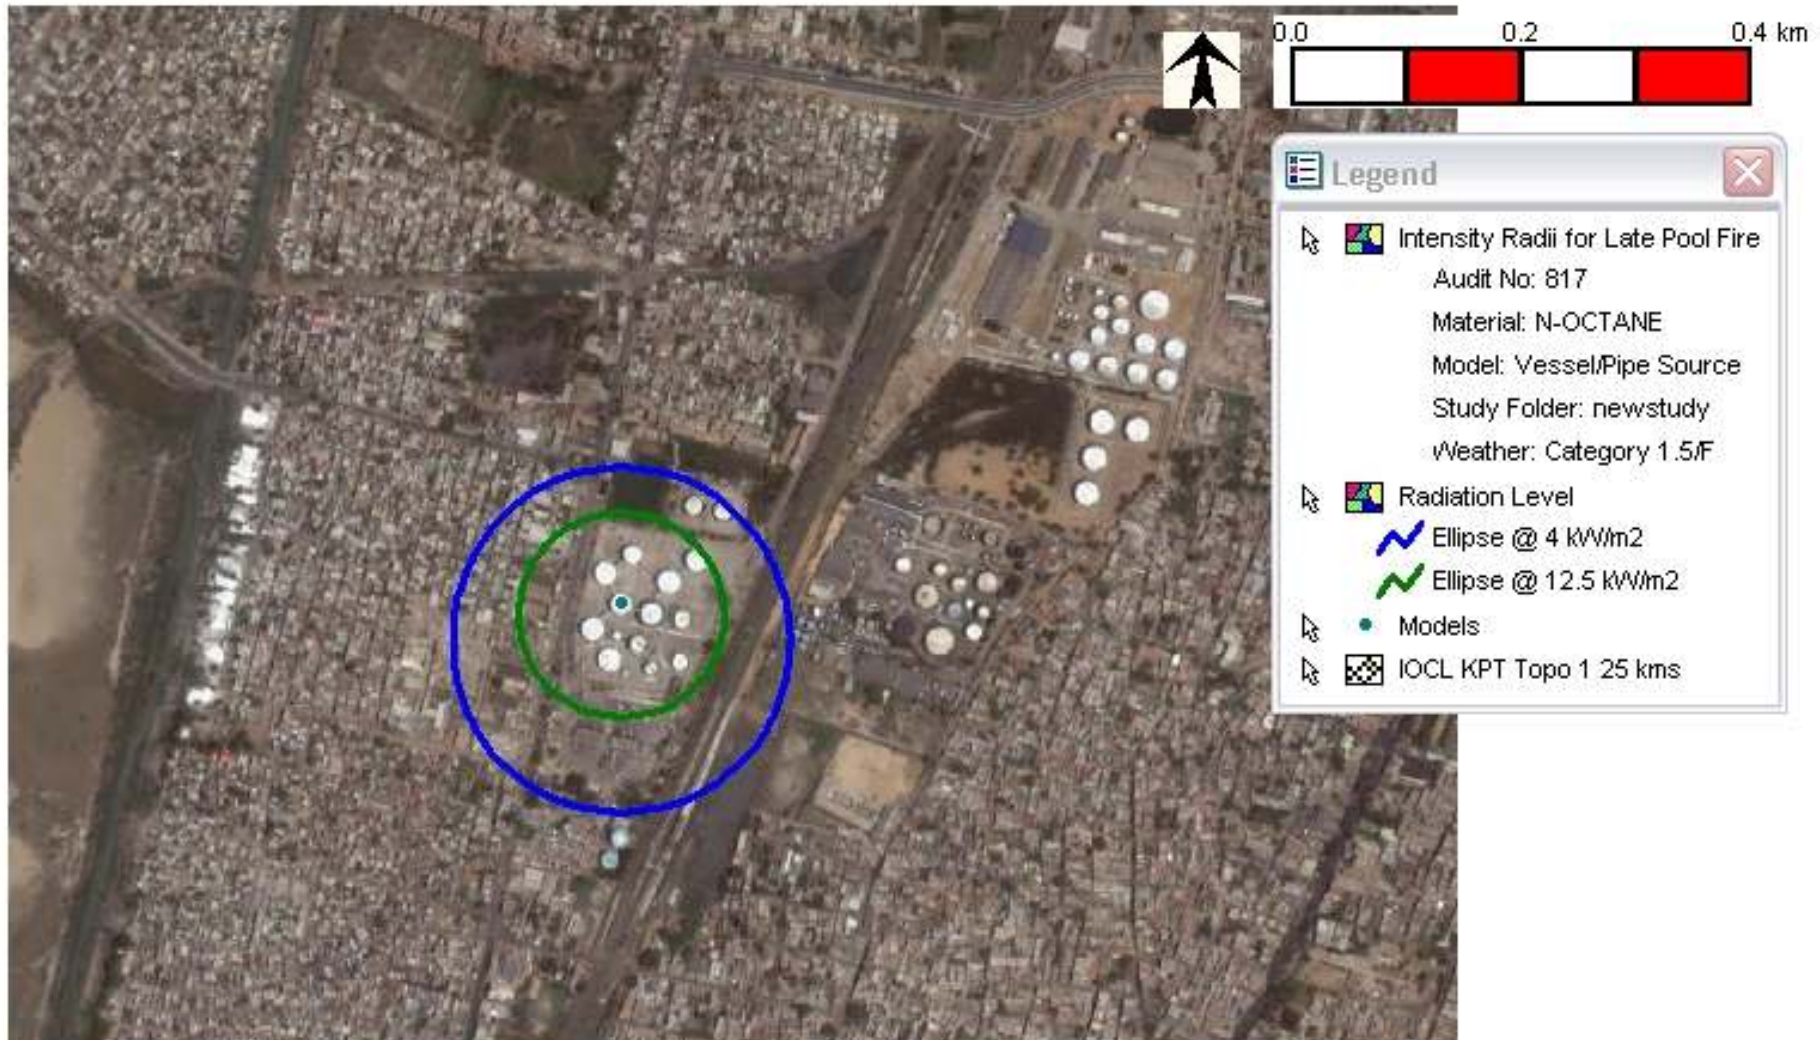 0.0 0.2 0.4 km
Legend
Intensity Radii for Late Pool Fire
Audit No: 817
Material: N-OCTANE
Model: Vessel/Pipe Source
Study Folder: newstudy
Weather: Category 1.5/F
Radiation Level
Ellipse @ 4 kW/m2
Ellipse @ 12.5 kW/m2
Models
IOCL KPT Topo 1 25 kms